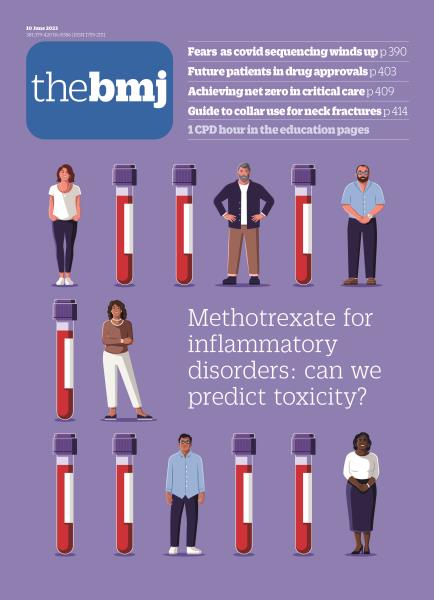 10 June 2023
thebmj
Fears as covid sequencing winds up p 390
Future patients in drug approvals p 403
Achieving net zero in critical care p 409
Guide to collar use for neck fractures p 414
1 CPD hour in the education pages
Methotrexate for
inflammatory
disorders: can we
predict toxicity?